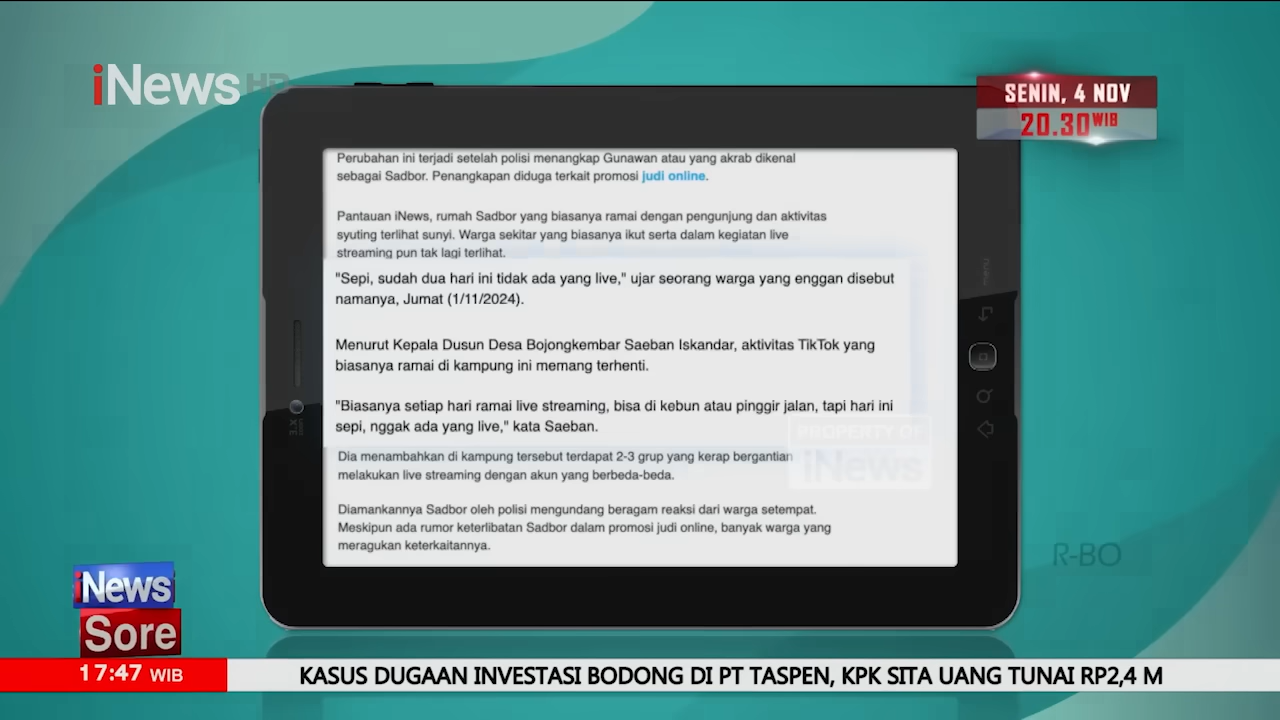 iNews HD
SENIN, 4 NOV
20.30 WIB
Perubahan ini terjadi setelah polisi menangkap Gunawan atau yang akrab dikenal
sebagai Sadbor. Penangkapan diduga terkait promosi judi online.
Pantauan iNews, rumah Sadbor yang biasanya ramai dengan pengunjung dan aktivitas
syuting terlihat sunyi. Warga sekitar yang biasanya ikut serta dalam kegiatan live
streaming pun tak lagi terlihat.
"Sepi, sudah dua hari ini tidak ada yang live," ujar seorang warga yang enggan disebut
namanya, Jumat (1/11/2024).
Menurut Kepala Dusun Desa Bojongkembar Saeban Iskandar, aktivitas TikTok yang
biasanya ramai di kampung ini memang terhenti.
"Biasanya setiap hari ramai live streaming, bisa di kebun atau pinggir jalan, tapi hari ini
sepi, nggak ada yang live," kata Saeban.
PROPERTY OF
iNews
Dia menambahkan di kampung tersebut terdapat 2-3 grup yang kerap bergantian
melakukan live streaming dengan akun yang berbeda-beda.
Diamankannya Sadbor oleh polisi mengundang beragam reaksi dari warga setempat.
Meskipun ada rumor keterlibatan Sadbor dalam promosi judi online, banyak warga yang
meragukan keterkaitannya.
menu
R-BO
iNews
Sore
17:47 WIB
KASUS DUGAAN INVESTASI BODONG DI PT TASPEN, KPK SITA UANG TUNAI RP2,4 M